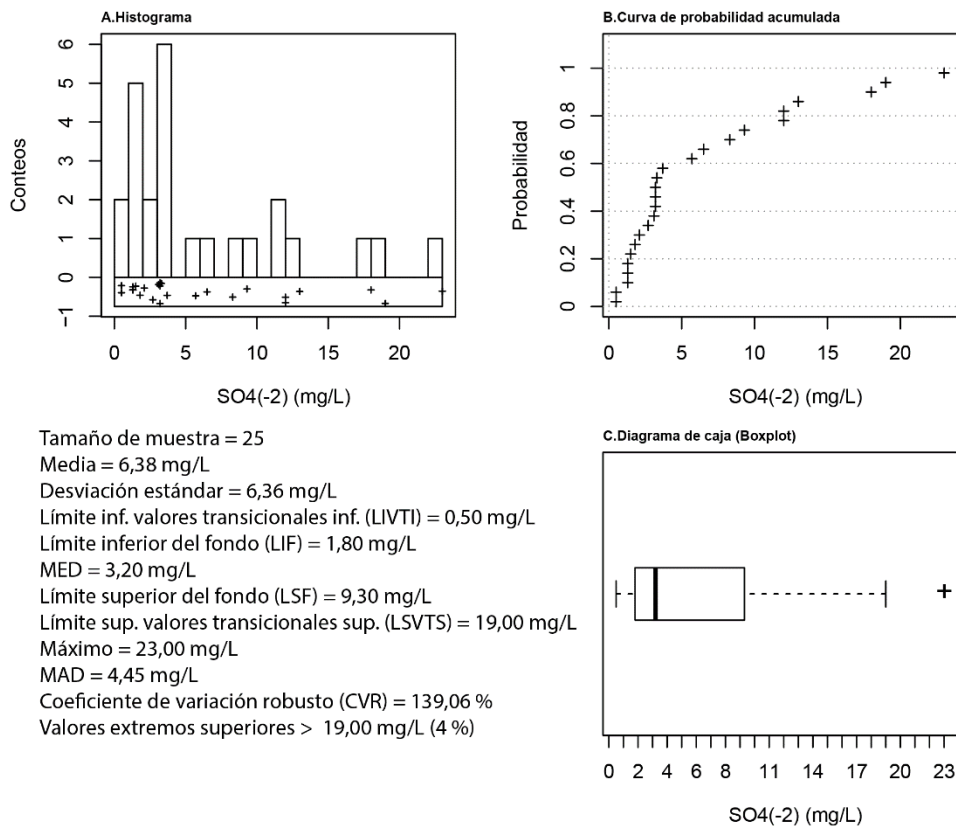 A.Histograma
6
5
4
3
2
1
0
−1
Conteos
0 5 10 15 20
SO4(-2) (mg/L)
B.Curva de probabilidad acumulada
1
0.8
0.6
0.4
0.2
0
Probabilidad
0 5 10 15 20
SO4(-2) (mg/L)
Tamaño de muestra = 25
Media = 6,38 mg/L
Desviación estándar = 6,36 mg/L
Límite inf. valores transicionales inf. (LIVTI) = 0,50 mg/L
Límite inferior del fondo (LIF) = 1,80 mg/L
MED = 3,20 mg/L
Límite superior del fondo (LSF) = 9,30 mg/L
Límite sup. valores transicionales sup. (LSVTS) = 19,00 mg/L
Máximo = 23,00 mg/L
MAD = 4,45 mg/L
Coeficiente de variación robusto (CVR) = 139,06 %
Valores extremos superiores > 19,00 mg/L (4 %)
C.Diagrama de caja (Boxplot)
0 2 4 6 8 11 14 17 20 23
SO4(-2) (mg/L)